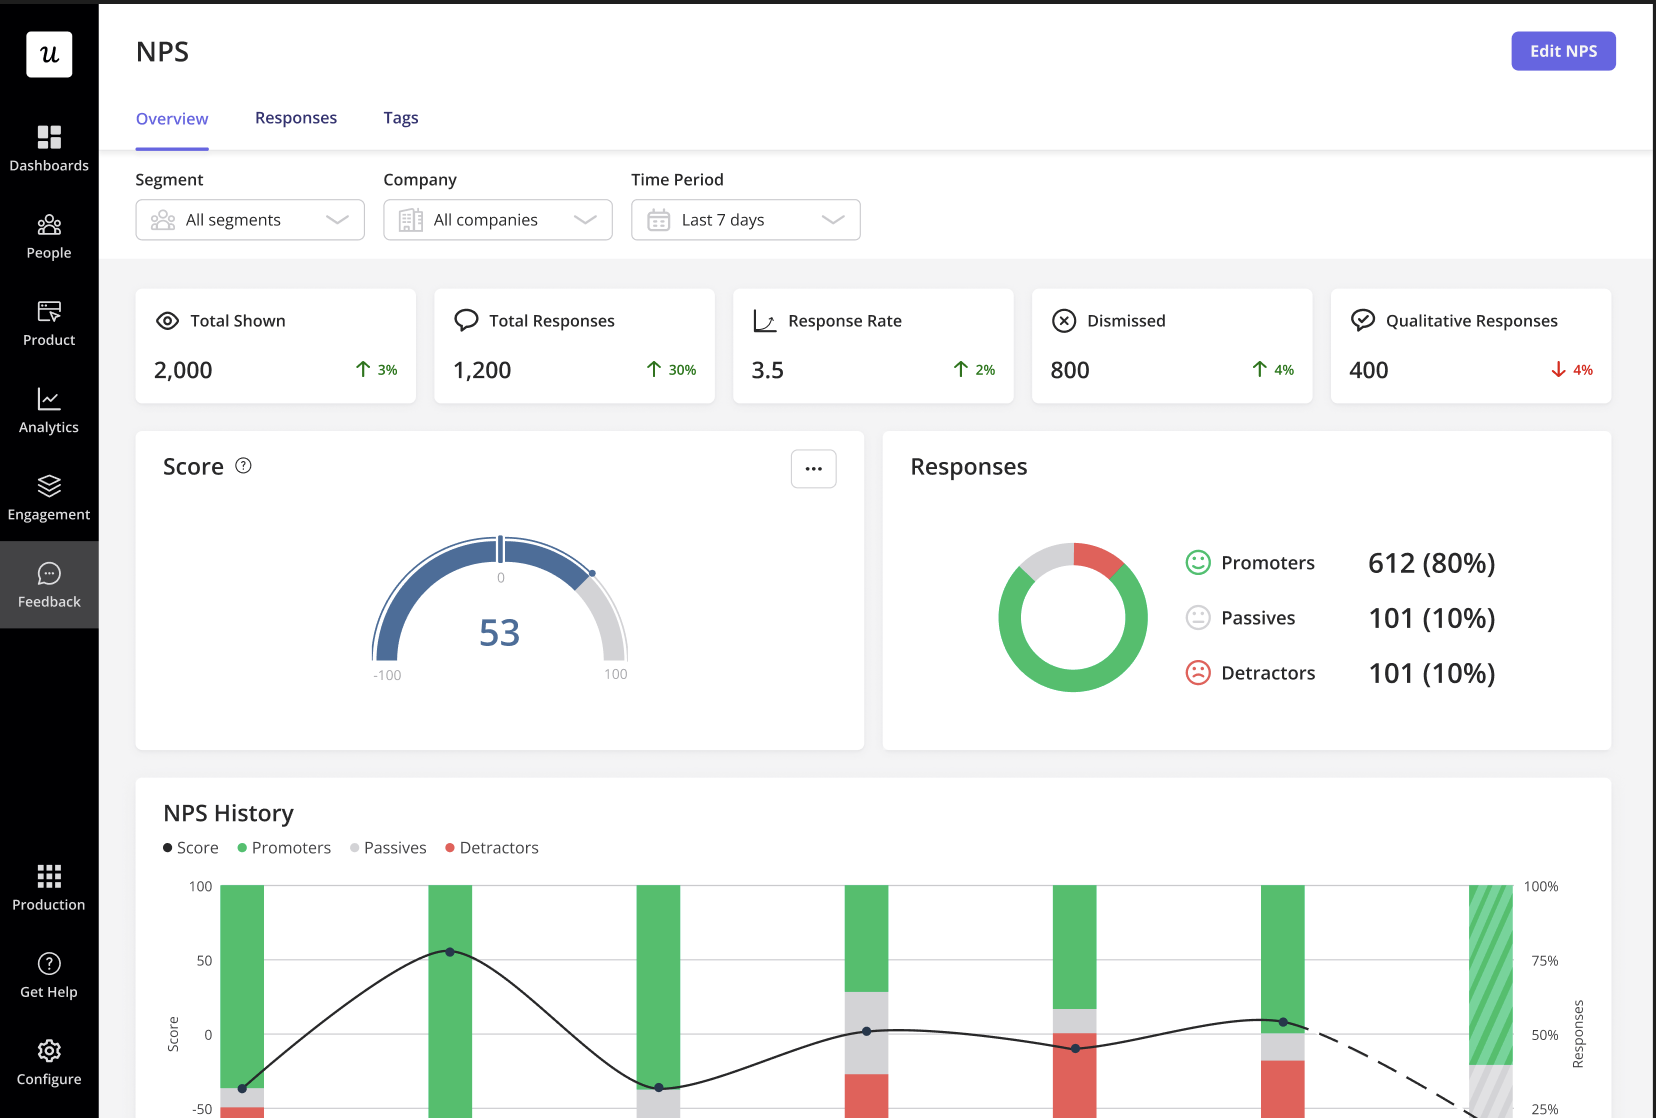 u
NPS
Edit NPS
Overview Responses Tags
Segment Company Time Period
All segments All companies Last 7 days
Dashboards
People
Product
Analytics
Engagement
Feedback
Production
Get Help
Configure
Total Shown
2,000 3%
Total Responses
1,200 30%
Response Rate
3.5 2%
Dismissed
800 4%
Qualitative Responses
400 4%
Score ?
...
0
53
-100 100
Responses
Promoters 612 (80%)
Passives 101 (10%)
Detractors 101 (10%)
NPS History
Score Promoters Passives Detractors
100 100%
50 75%
0 50%
-50 25%
Score
Responses